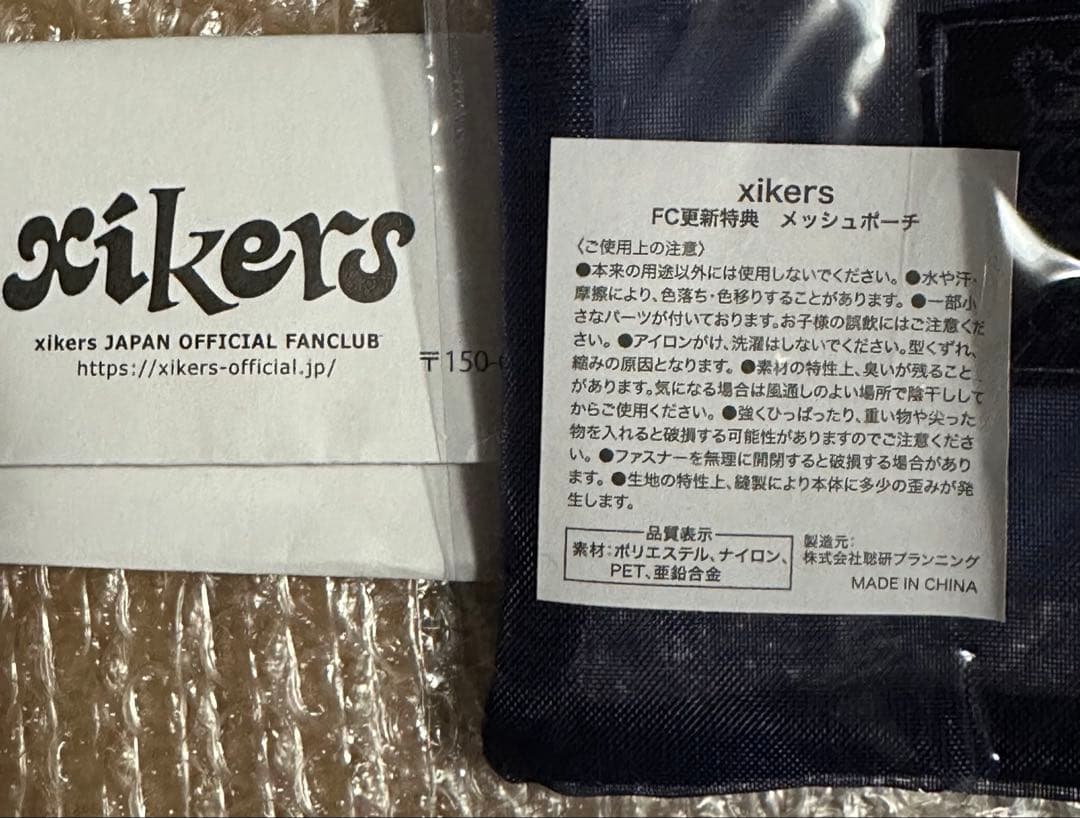 xikers
xikers JAPAN OFFICIAL FANCLUB
https://xikers-official.jp/
〒150-
xikers
FC更新特典　メッシュポーチ
〈ご使用上の注意〉
●本来の用途以外には使用しないでください。●水や汗・
摩擦により、色落ち・色移りすることがあります。●一部小
さなパーツが付いております。お子様の誤飲にはご注意くだ
さい。●アイロンがけ、洗濯はしないでください。型くずれ、
縮みの原因となります。●素材の特性上、臭いが残ること
があります。気になる場合は風通しのよい場所で陰干しして
からご使用ください。●強くひっぱったり、重い物や尖った
物を入れると破損する可能性がありますのでご注意くださ
い。●ファスナーを無理に開閉すると破損する場合があり
ます。●生地の特性上、縫製により本体に多少の歪みが発
生します。
品質表示
素材：ポリエステル、ナイロン、
PET、亜鉛合金
製造元：
株式会社聡研プランニング
MADE IN CHINA